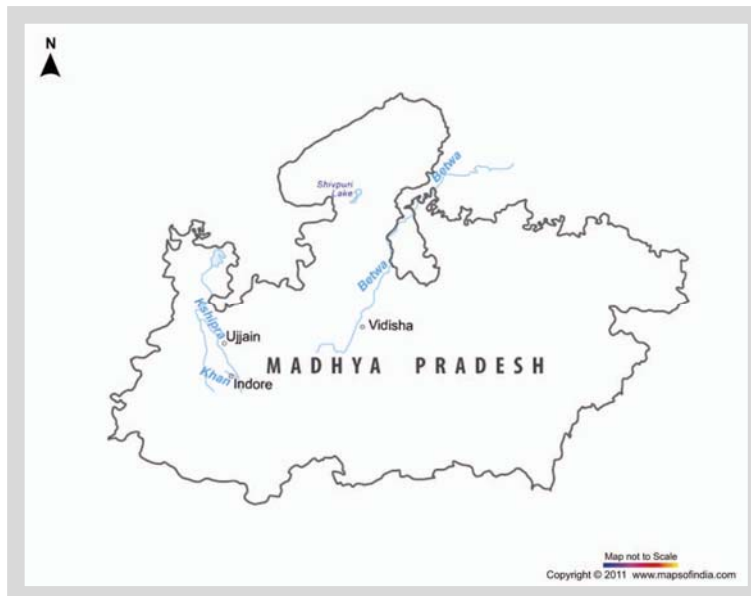 N
Betwa
Shivpuri
Lake
Betwa
Kshipra
Vidisha
Ujjain
MADHYA PRADESH
Khan
Indore
Map not to Scale
Copyright © 2011 www.mapsofindia.com